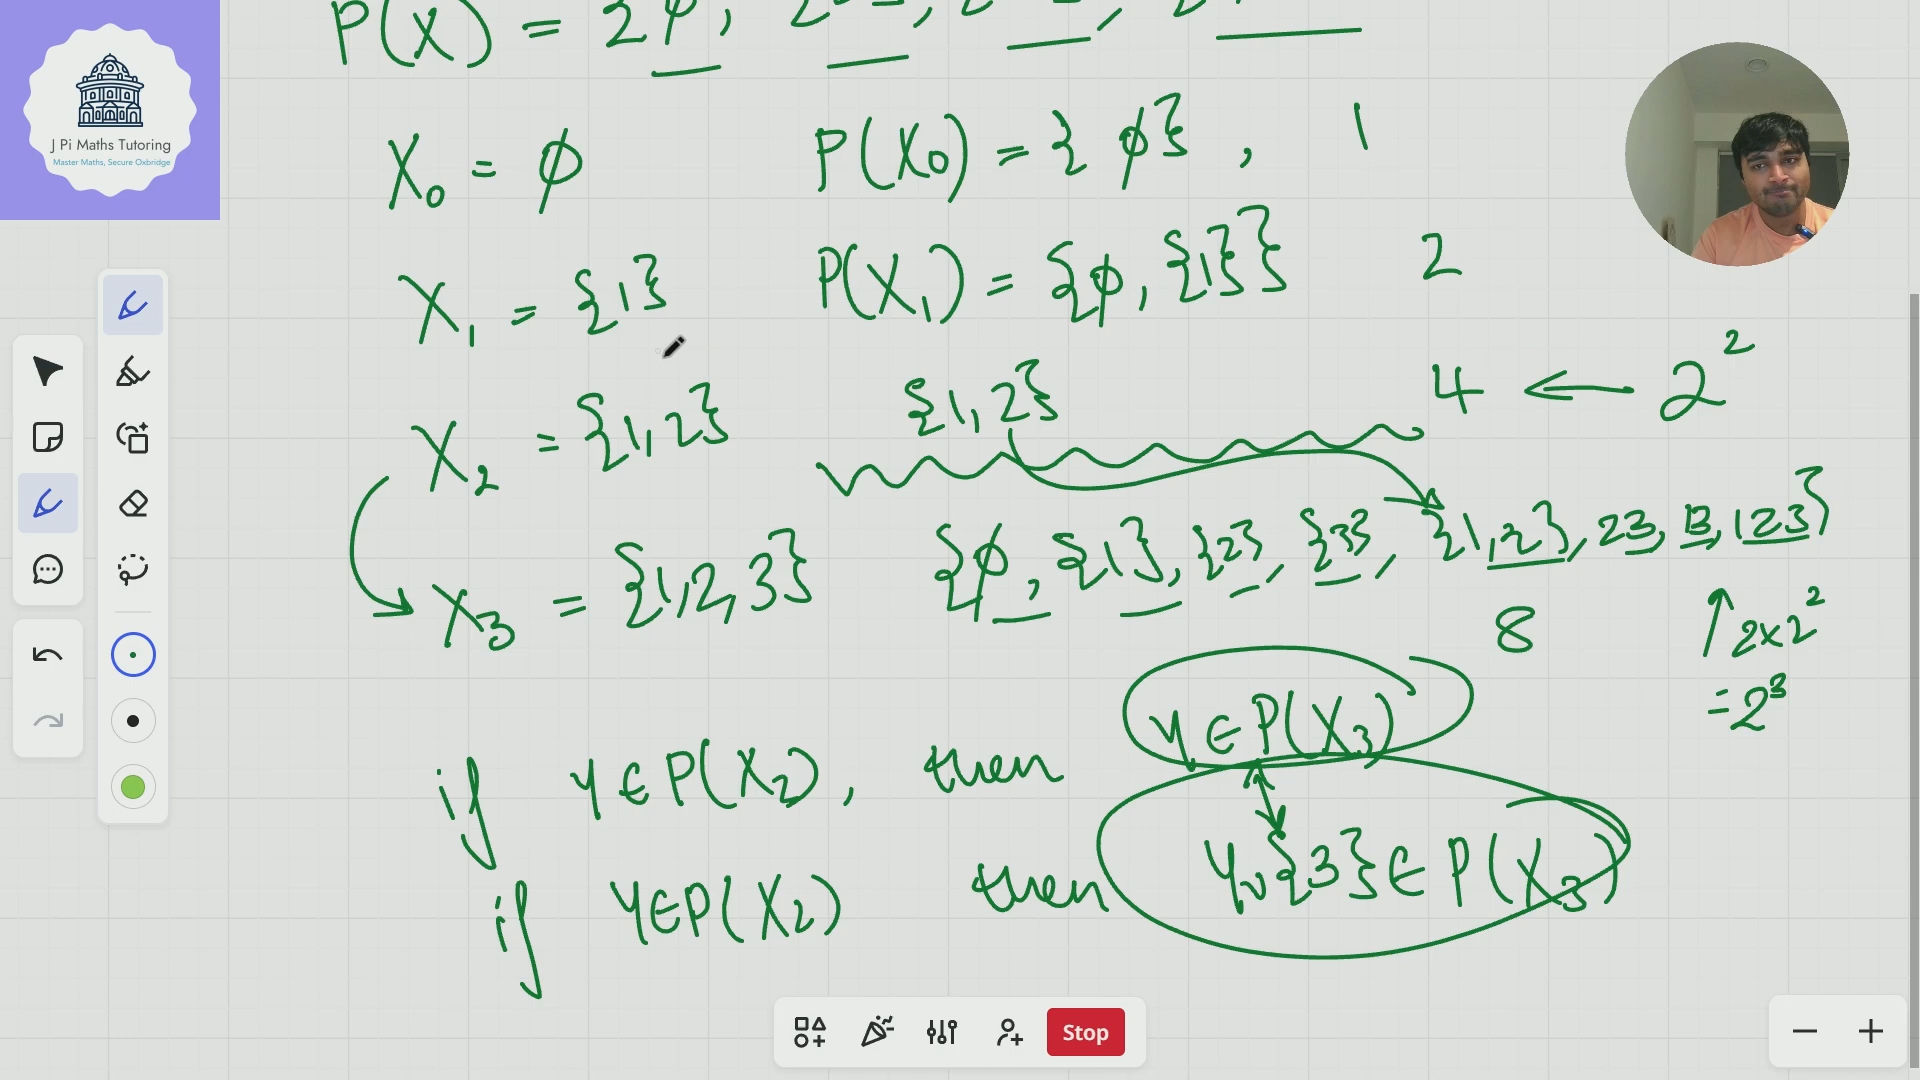 P(X) = {ϕ,
J Pi Maths Tutoring
Master Maths, Secure Oxbridge
X₀ = ϕ P(X₀) = { ϕ} , 1
X₁ = {1} P(X₁) = {ϕ, {1}} 2
X₂ = {1,2} {1,2} 4 ← 2²
X₃ = {1,2,3} {ϕ, {1}, {2}, {3}, {1,2}, 23, 13, 123}
8 ↑ 2x2²
= 2³
if Y ∈ P(X₂), then Y ∈ P(X₃)
if Y ∈ P(X₂) then Y ∪ {3} ∈ P(X₃)
Stop